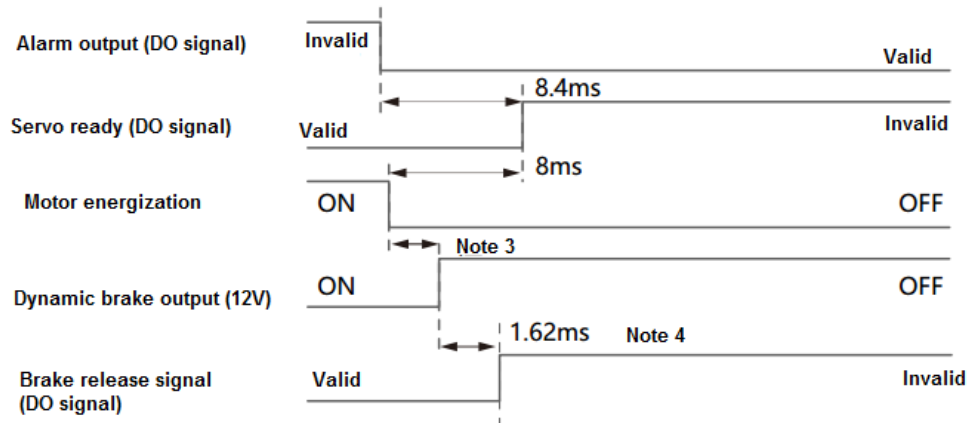 Alarm output (DO signal)
Invalid
Valid
8.4ms
Servo ready (DO signal)
Valid
Invalid
8ms
Motor energization
ON
OFF
Note 3
Dynamic brake output (12V)
ON
OFF
1.62ms
Note 4
Brake release signal
(DO signal)
Valid
Invalid